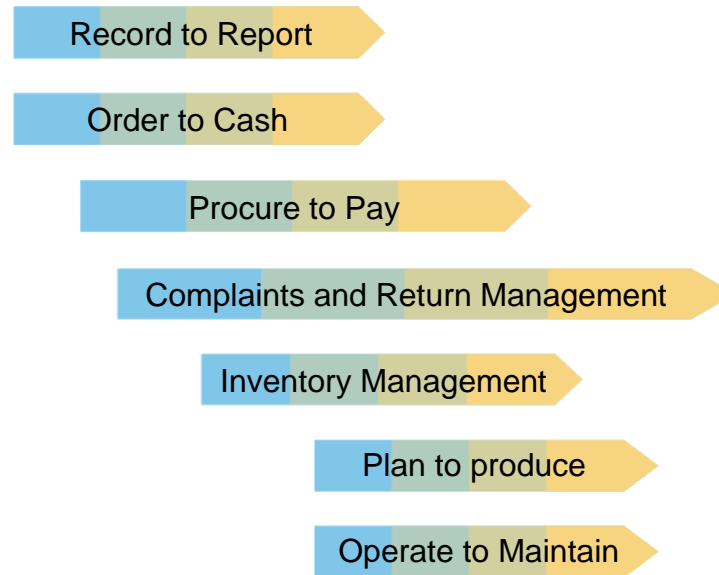 Record to Report
Order to Cash
Procure to Pay
Complaints and Return Management
Inventory Management
Plan to produce
Operate to Maintain